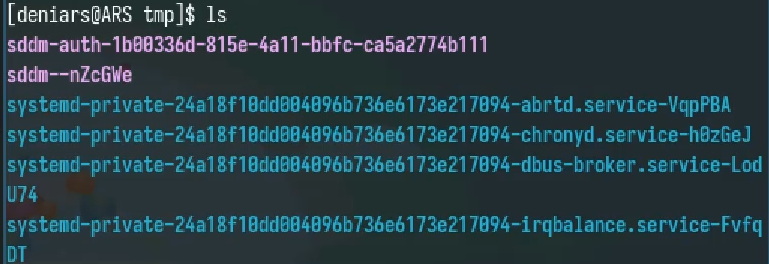 [deniars@ARS tmp]$ ls
sddm-auth-1b00336d-815e-4a11-bbfc-ca5a2774b111
sddm--nZcGWe
systemd-private-24a18f10dd004096b736e6173e217094-abrtd.service-VqpPBA
systemd-private-24a18f10dd004096b736e6173e217094-chronyd.service-h0zGeJ
systemd-private-24a18f10dd004096b736e6173e217094-dbus-broker.service-Lod
U74
systemd-private-24a18f10dd004096b736e6173e217094-irqbalance.service-Fvfq
DT